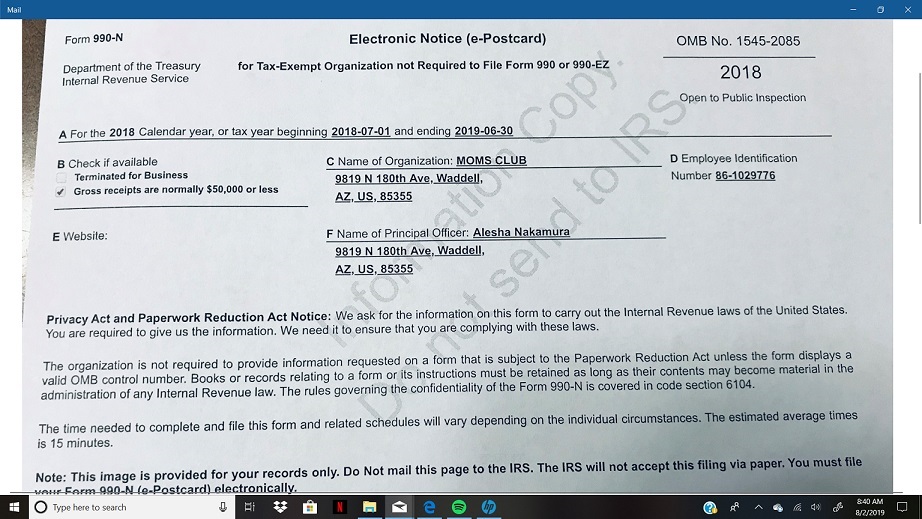 Mail
Form 990-N
Electronic Notice (e-Postcard)
OMB No. 1545-2085
Department of the Treasury
Internal Revenue Service
for Tax-Exempt Organization not Required to File Form 990 or 990-EZ
2018
Open to Public Inspection
A For the 2018 Calendar year, or tax year beginning 2018-07-01 and ending 2019-06-30
B Check if available
Terminated for Business
Gross receipts are normally $50,000 or less
C Name of Organization: MOMS CLUB
9819 N 180th Ave, Waddell,
AZ, US, 85355
D Employee Identification
Number 86-1029776
E Website:
F Name of Principal Officer: Alesha Nakamura
9819 N 180th Ave, Waddell,
AZ, US, 85355
Information Copy.
Do not send to IRS.
Privacy Act and Paperwork Reduction Act Notice: We ask for the information on this form to carry out the Internal Revenue laws of the United States.
You are required to give us the information. We need it to ensure that you are complying with these laws.
The organization is not required to provide information requested on a form that is subject to the Paperwork Reduction Act unless the form displays a
valid OMB control number. Books or records relating to a form or its instructions must be retained as long as their contents may become material in the
administration of any Internal Revenue law. The rules governing the confidentiality of the Form 990-N is covered in code section 6104.
The time needed to complete and file this form and related schedules will vary depending on the individual circumstances. The estimated average times
is 15 minutes.
Note: This image is provided for your records only. Do Not mail this page to the IRS. The IRS will not accept this filing via paper. You must file
your Form 990-N (e-Postcard) electronically.
Type here to search
8:40 AM
8/2/2019